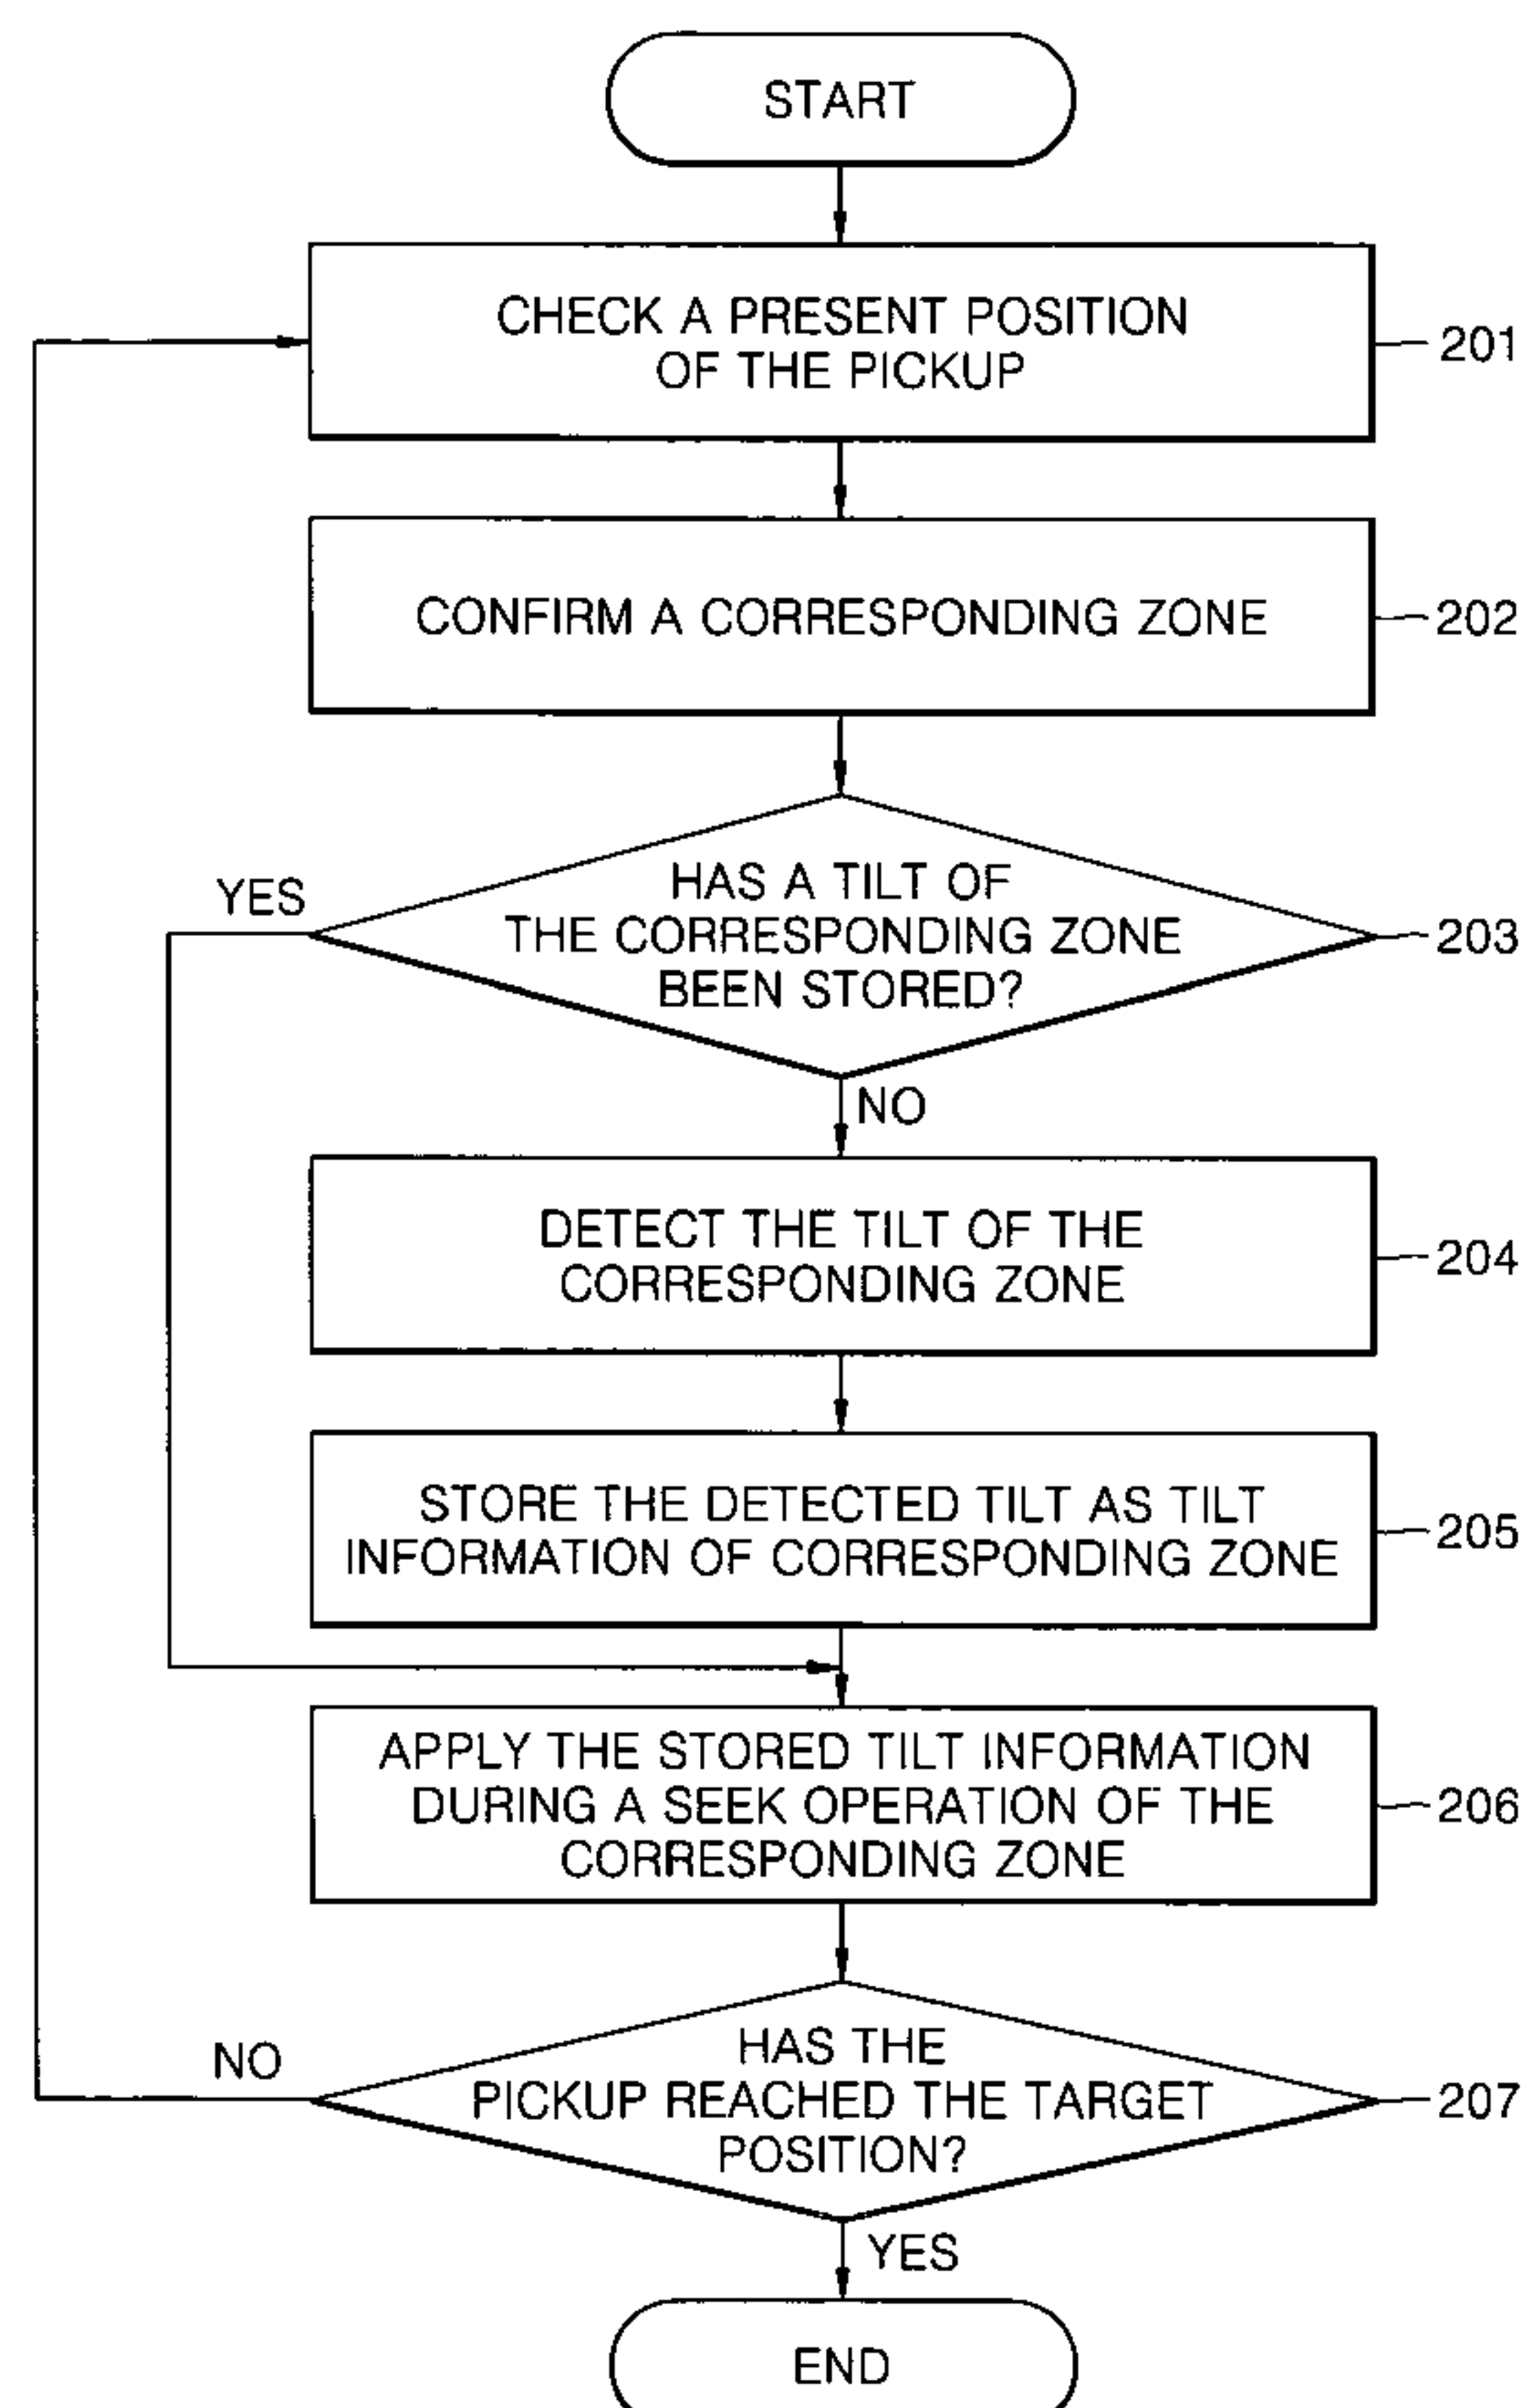 START
CHECK A PRESENT POSITION
OF THE PICKUP
201
CONFIRM A CORRESPONDING ZONE
202
HAS A TILT OF
THE CORRESPONDING ZONE
BEEN STORED?
203
YES
NO
DETECT THE TILT OF THE
CORRESPONDING ZONE
204
STORE THE DETECTED TILT AS TILT
INFORMATION OF CORRESPONDING ZONE
205
APPLY THE STORED TILT INFORMATION
DURING A SEEK OPERATION OF THE
CORRESPONDING ZONE
206
HAS THE
PICKUP REACHED THE TARGET
POSITION?
207
NO
YES
END